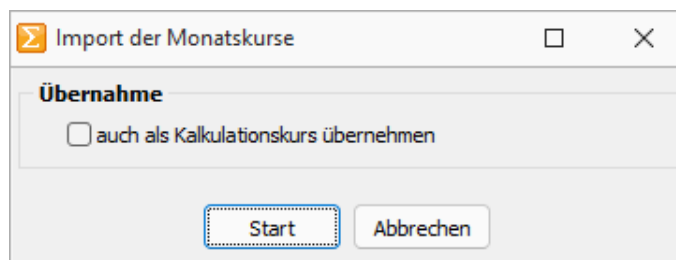 Import der Monatskurse
Übernahme
auch als Kalkulationskurs übernehmen
Start Abbrechen